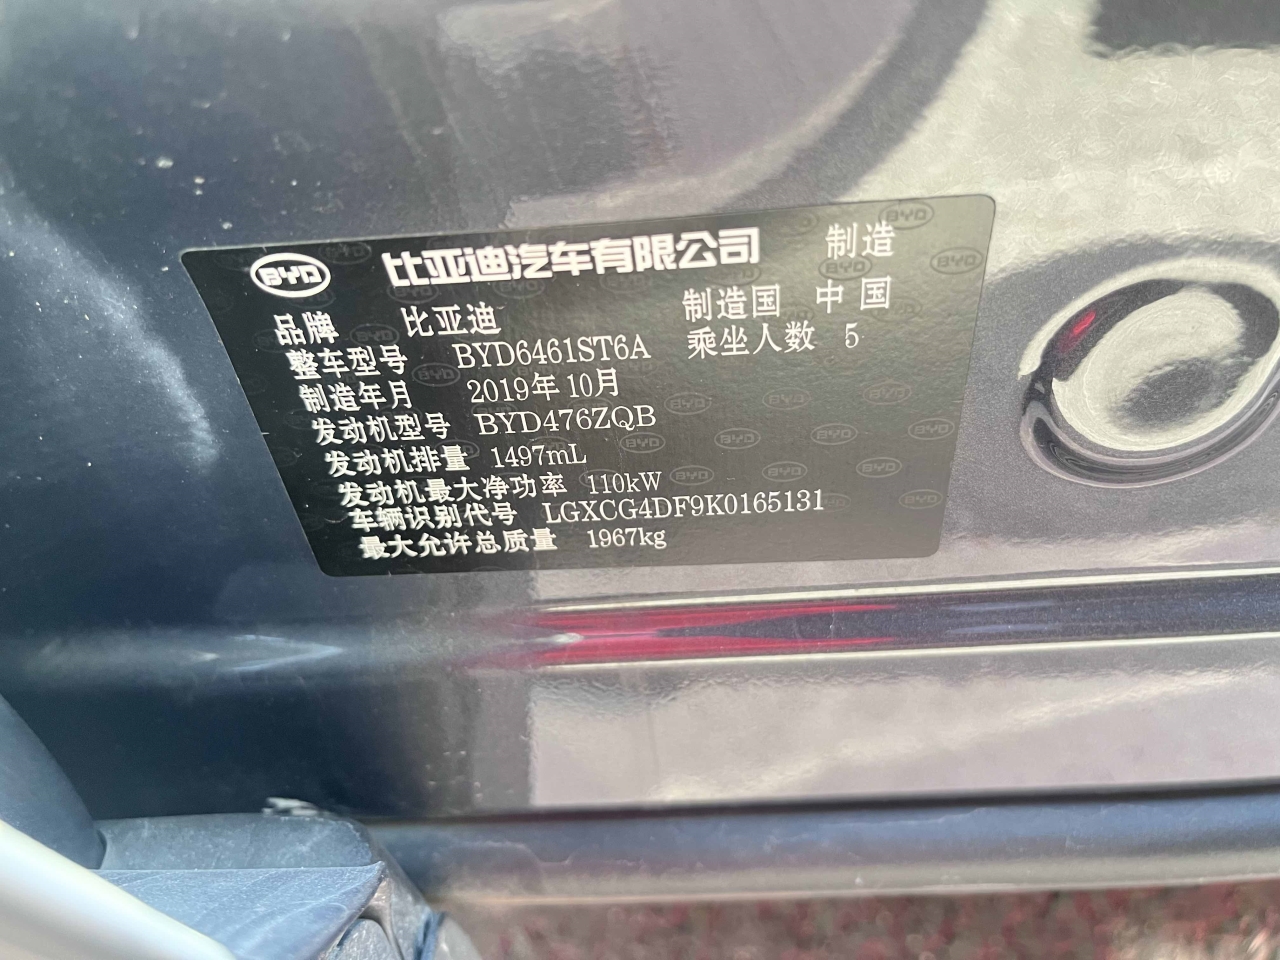 BYD 比亚迪汽车有限公司 制造
品牌 比亚迪 制造国 中国
整车型号 BYD6461ST6A 乘坐人数 5
制造年月 2019年10月
发动机型号 BYD476ZQB
发动机排量 1497mL
发动机最大净功率 110kW
车辆识别代号 LGXCG4DF9K0165131
最大允许总质量 1967kg